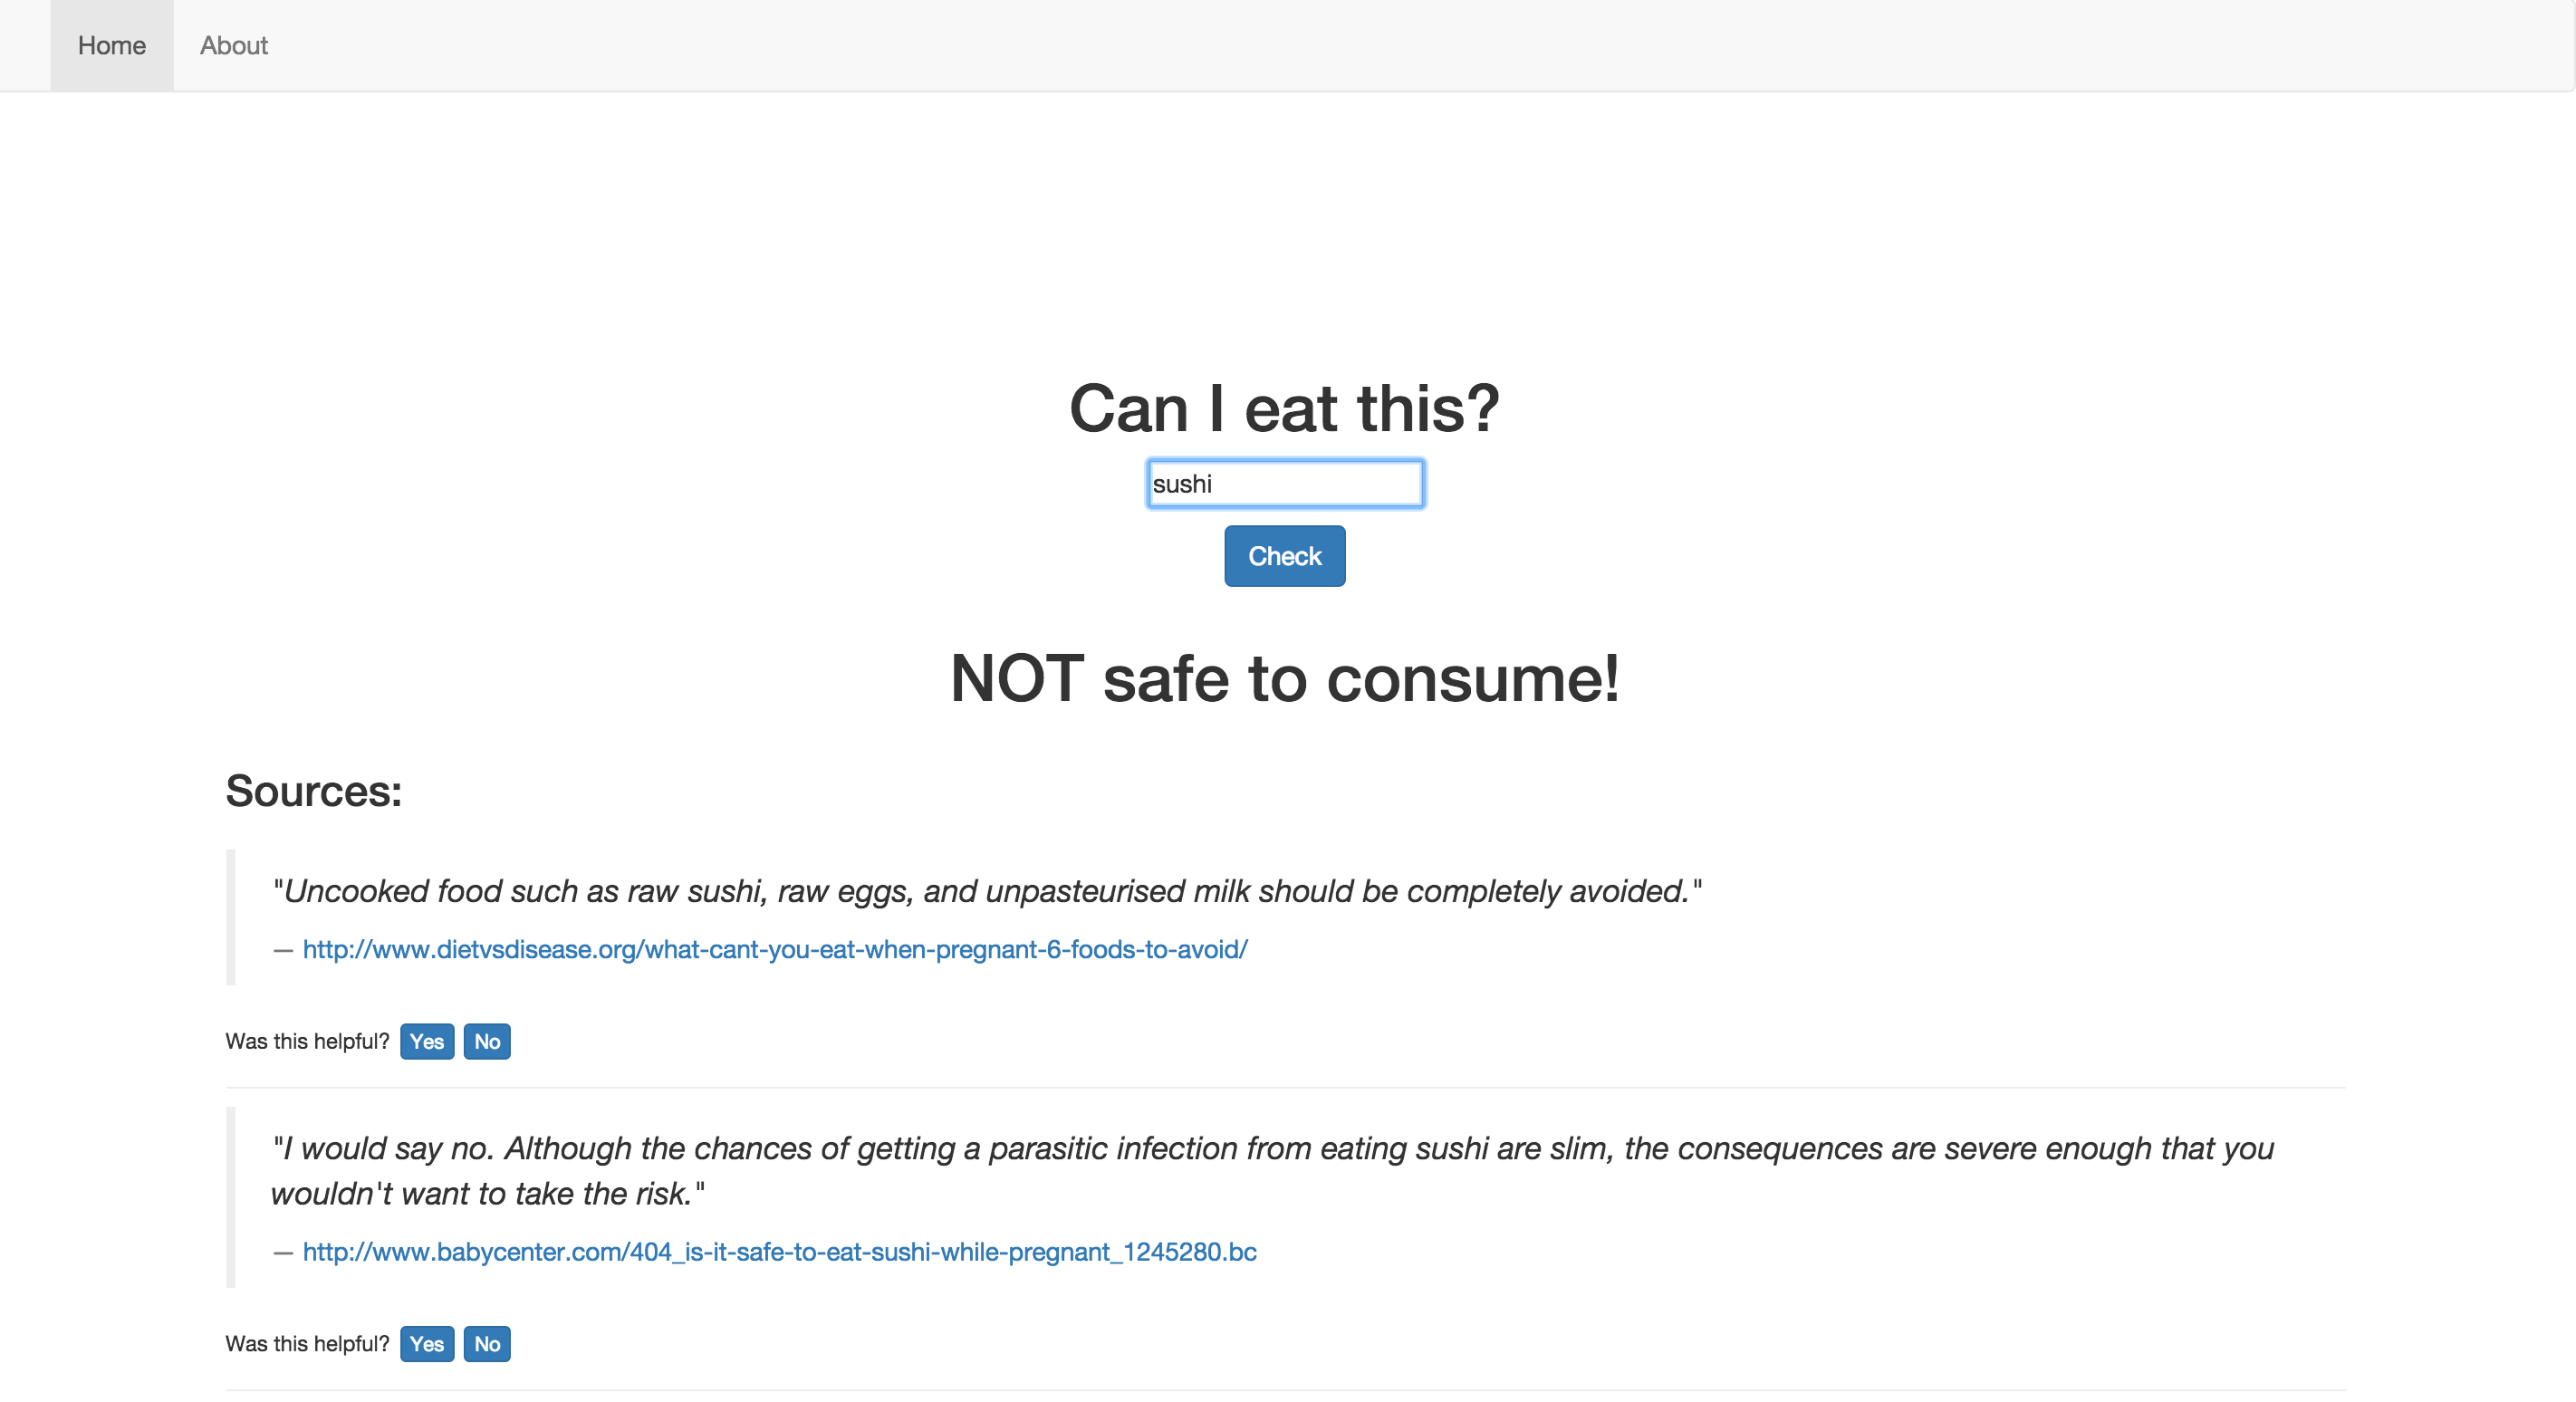 Home About
Can I eat this?
sushi
Check
NOT safe to consume!
Sources:
"Uncooked food such as raw sushi, raw eggs, and unpasteurised milk should be completely avoided."
— http://www.dietvsdisease.org/what-cant-you-eat-when-pregnant-6-foods-to-avoid/
Was this helpful? Yes No
"I would say no. Although the chances of getting a parasitic infection from eating sushi are slim, the consequences are severe enough that you
wouldn't want to take the risk."
— http://www.babycenter.com/404_is-it-safe-to-eat-sushi-while-pregnant_1245280.bc
Was this helpful? Yes No